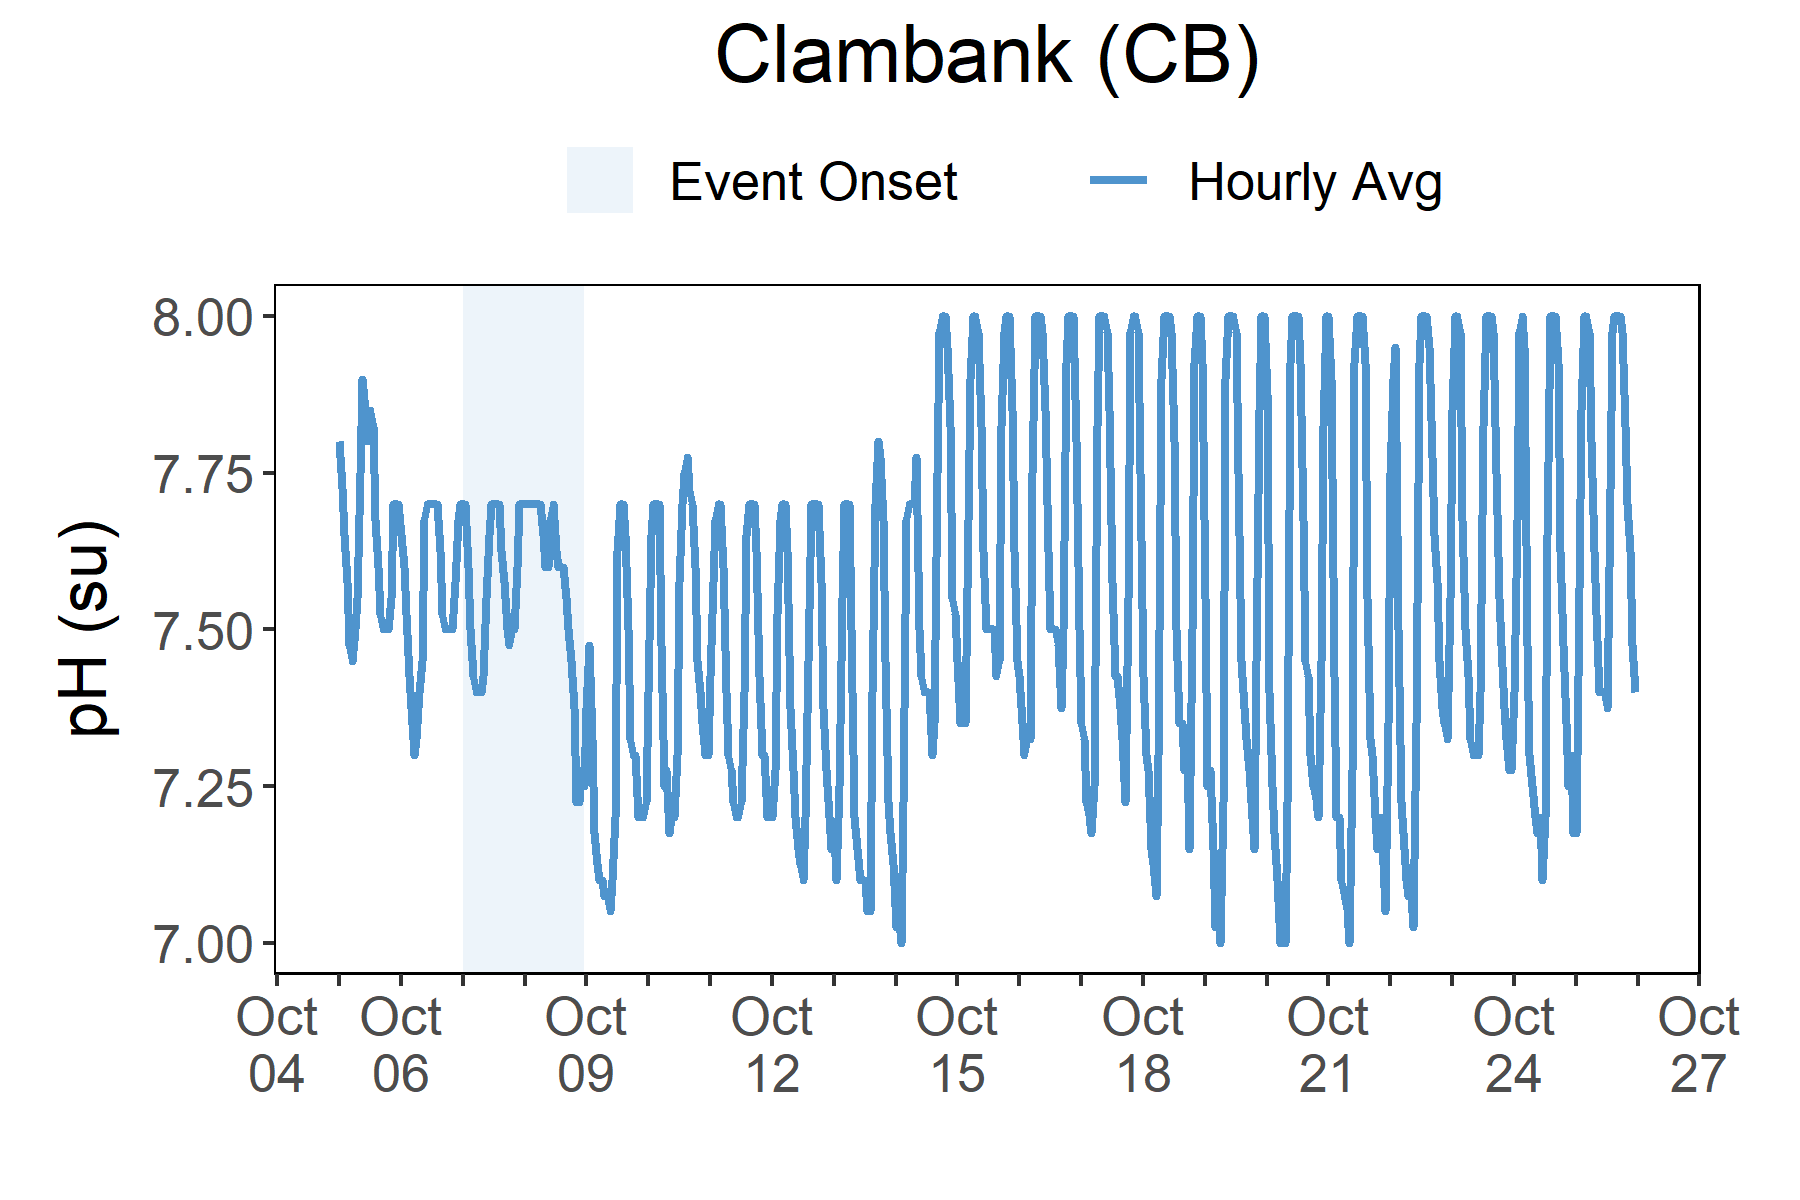 Clambank (CB)
Event Onset
Hourly Avg
pH (su)
8.00
7.75
7.50
7.25
7.00
Oct 04
Oct 06
Oct 09
Oct 12
Oct 15
Oct 18
Oct 21
Oct 24
Oct 27